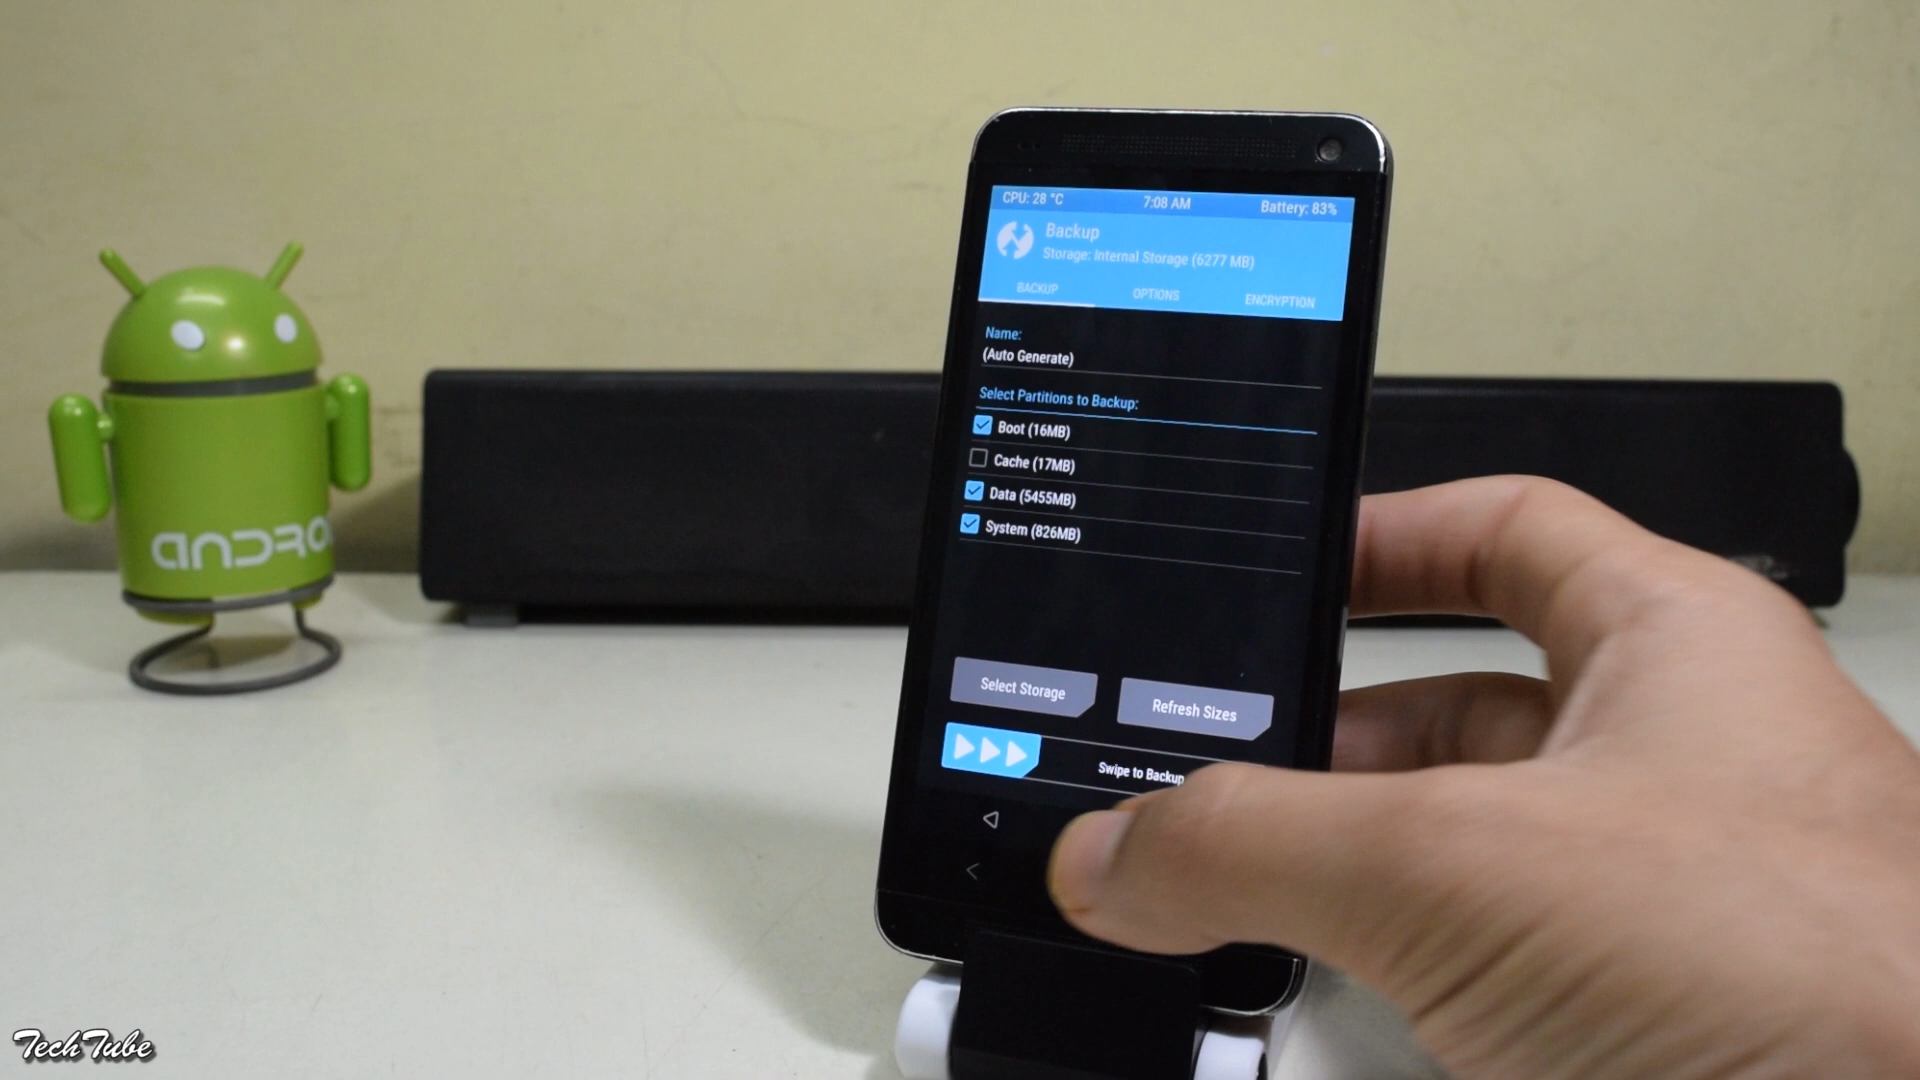 CPU: 28 °C 7:08 AM Battery: 83%
Backup
Storage: Internal Storage (6277 MB)
BACKUP OPTIONS ENCRYPTION
Name:
(Auto Generate)
Select Partitions to Backup:
Boot (16MB)
Cache (17MB)
Data (5455MB)
System (826MB)
Select Storage Refresh Sizes
Swipe to Backup
ANDRO
TechTube